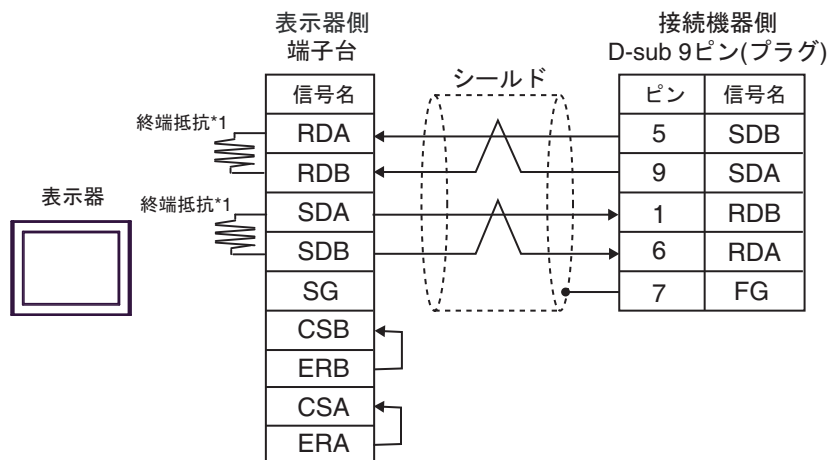 表示器側
端子台
接続機器側
D-sub 9ピン(プラグ)
シールド
信号名
ピン 信号名
終端抵抗*1
RDA 5 SDB
RDB 9 SDA
表示器
終端抵抗*1
SDA 1 RDB
SDB 6 RDA
SG 7 FG
CSB
ERB
CSA
ERA